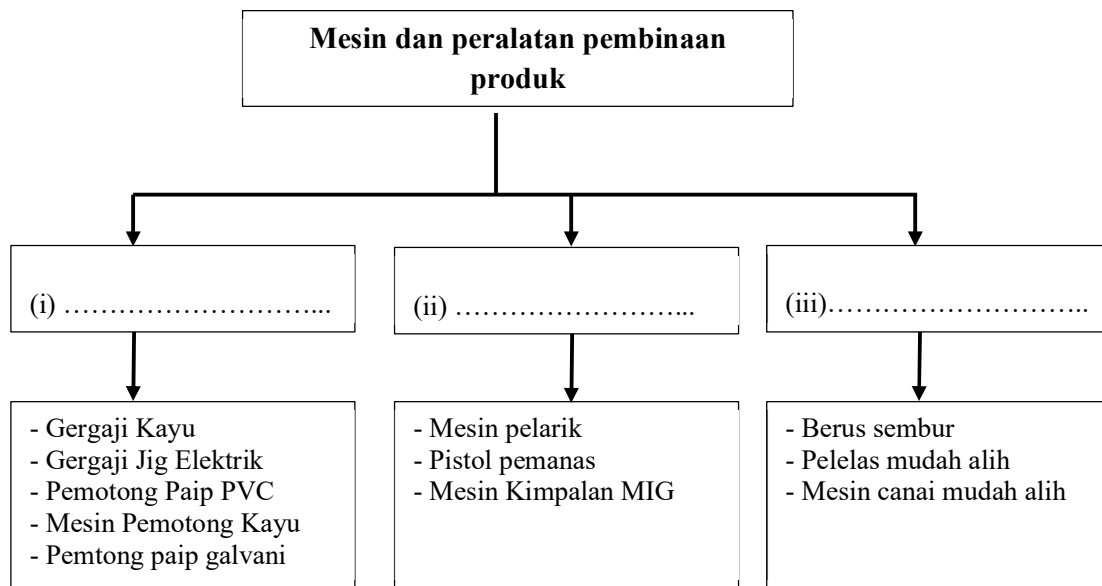 Mesin dan peralatan pembinaan
produk
(i) ………………………...
(ii) ……………………...
(iii)………………………..
- Gergaji Kayu
- Gergaji Jig Elektrik
- Pemotong Paip PVC
- Mesin Pemotong Kayu
- Pemtong paip galvani
- Mesin pelarik
- Pistol pemanas
- Mesin Kimpalan MIG
- Berus sembur
- Pelelas mudah alih
- Mesin canai mudah alih